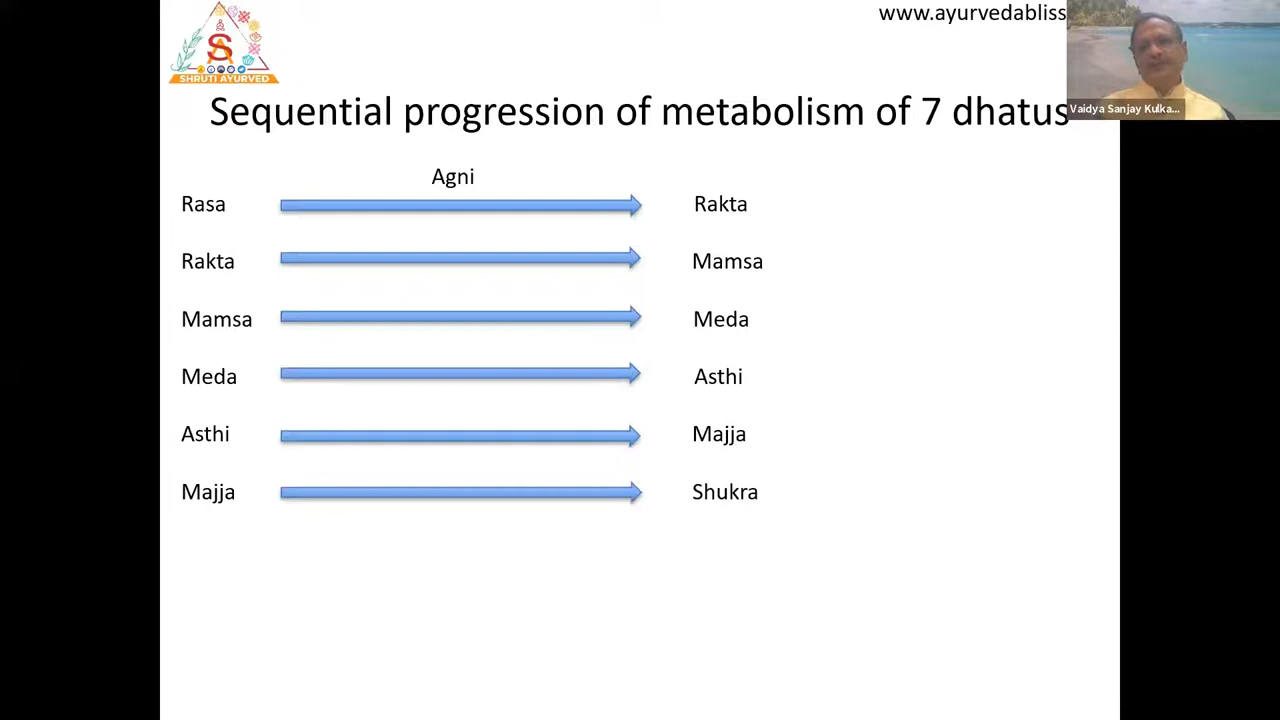 www.ayurvedabliss
SA
SHRUTI AYURVED
Vaidya Sanjay Kulka...
Sequential progression of metabolism of 7 dhatus
Agni
Rasa Rakta
Rakta Mamsa
Mamsa Meda
Meda Asthi
Asthi Majja
Majja Shukra